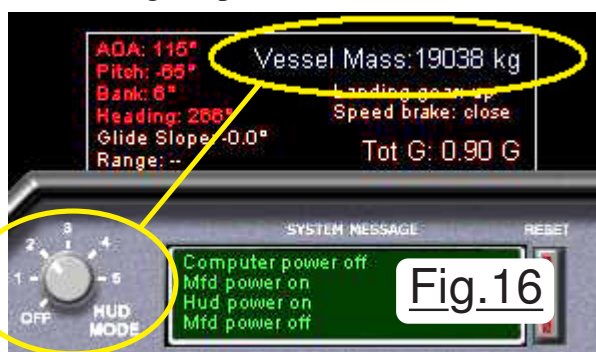 AOA: 115°
Pitch: -65°
Bank: 6°
Heading: 266°
Glide Slope: -0.0°
Range: --
Vessel Mass:19038 kg
Landing gear: up
Speed brake: close
Tot G: 0.90 G
3
2
4
1
5
OFF
HUD
MODE
SYSTEM MESSAGE
Computer power off
Mfd power on
Hud power on
Mfd power off
RESET
Fig.16